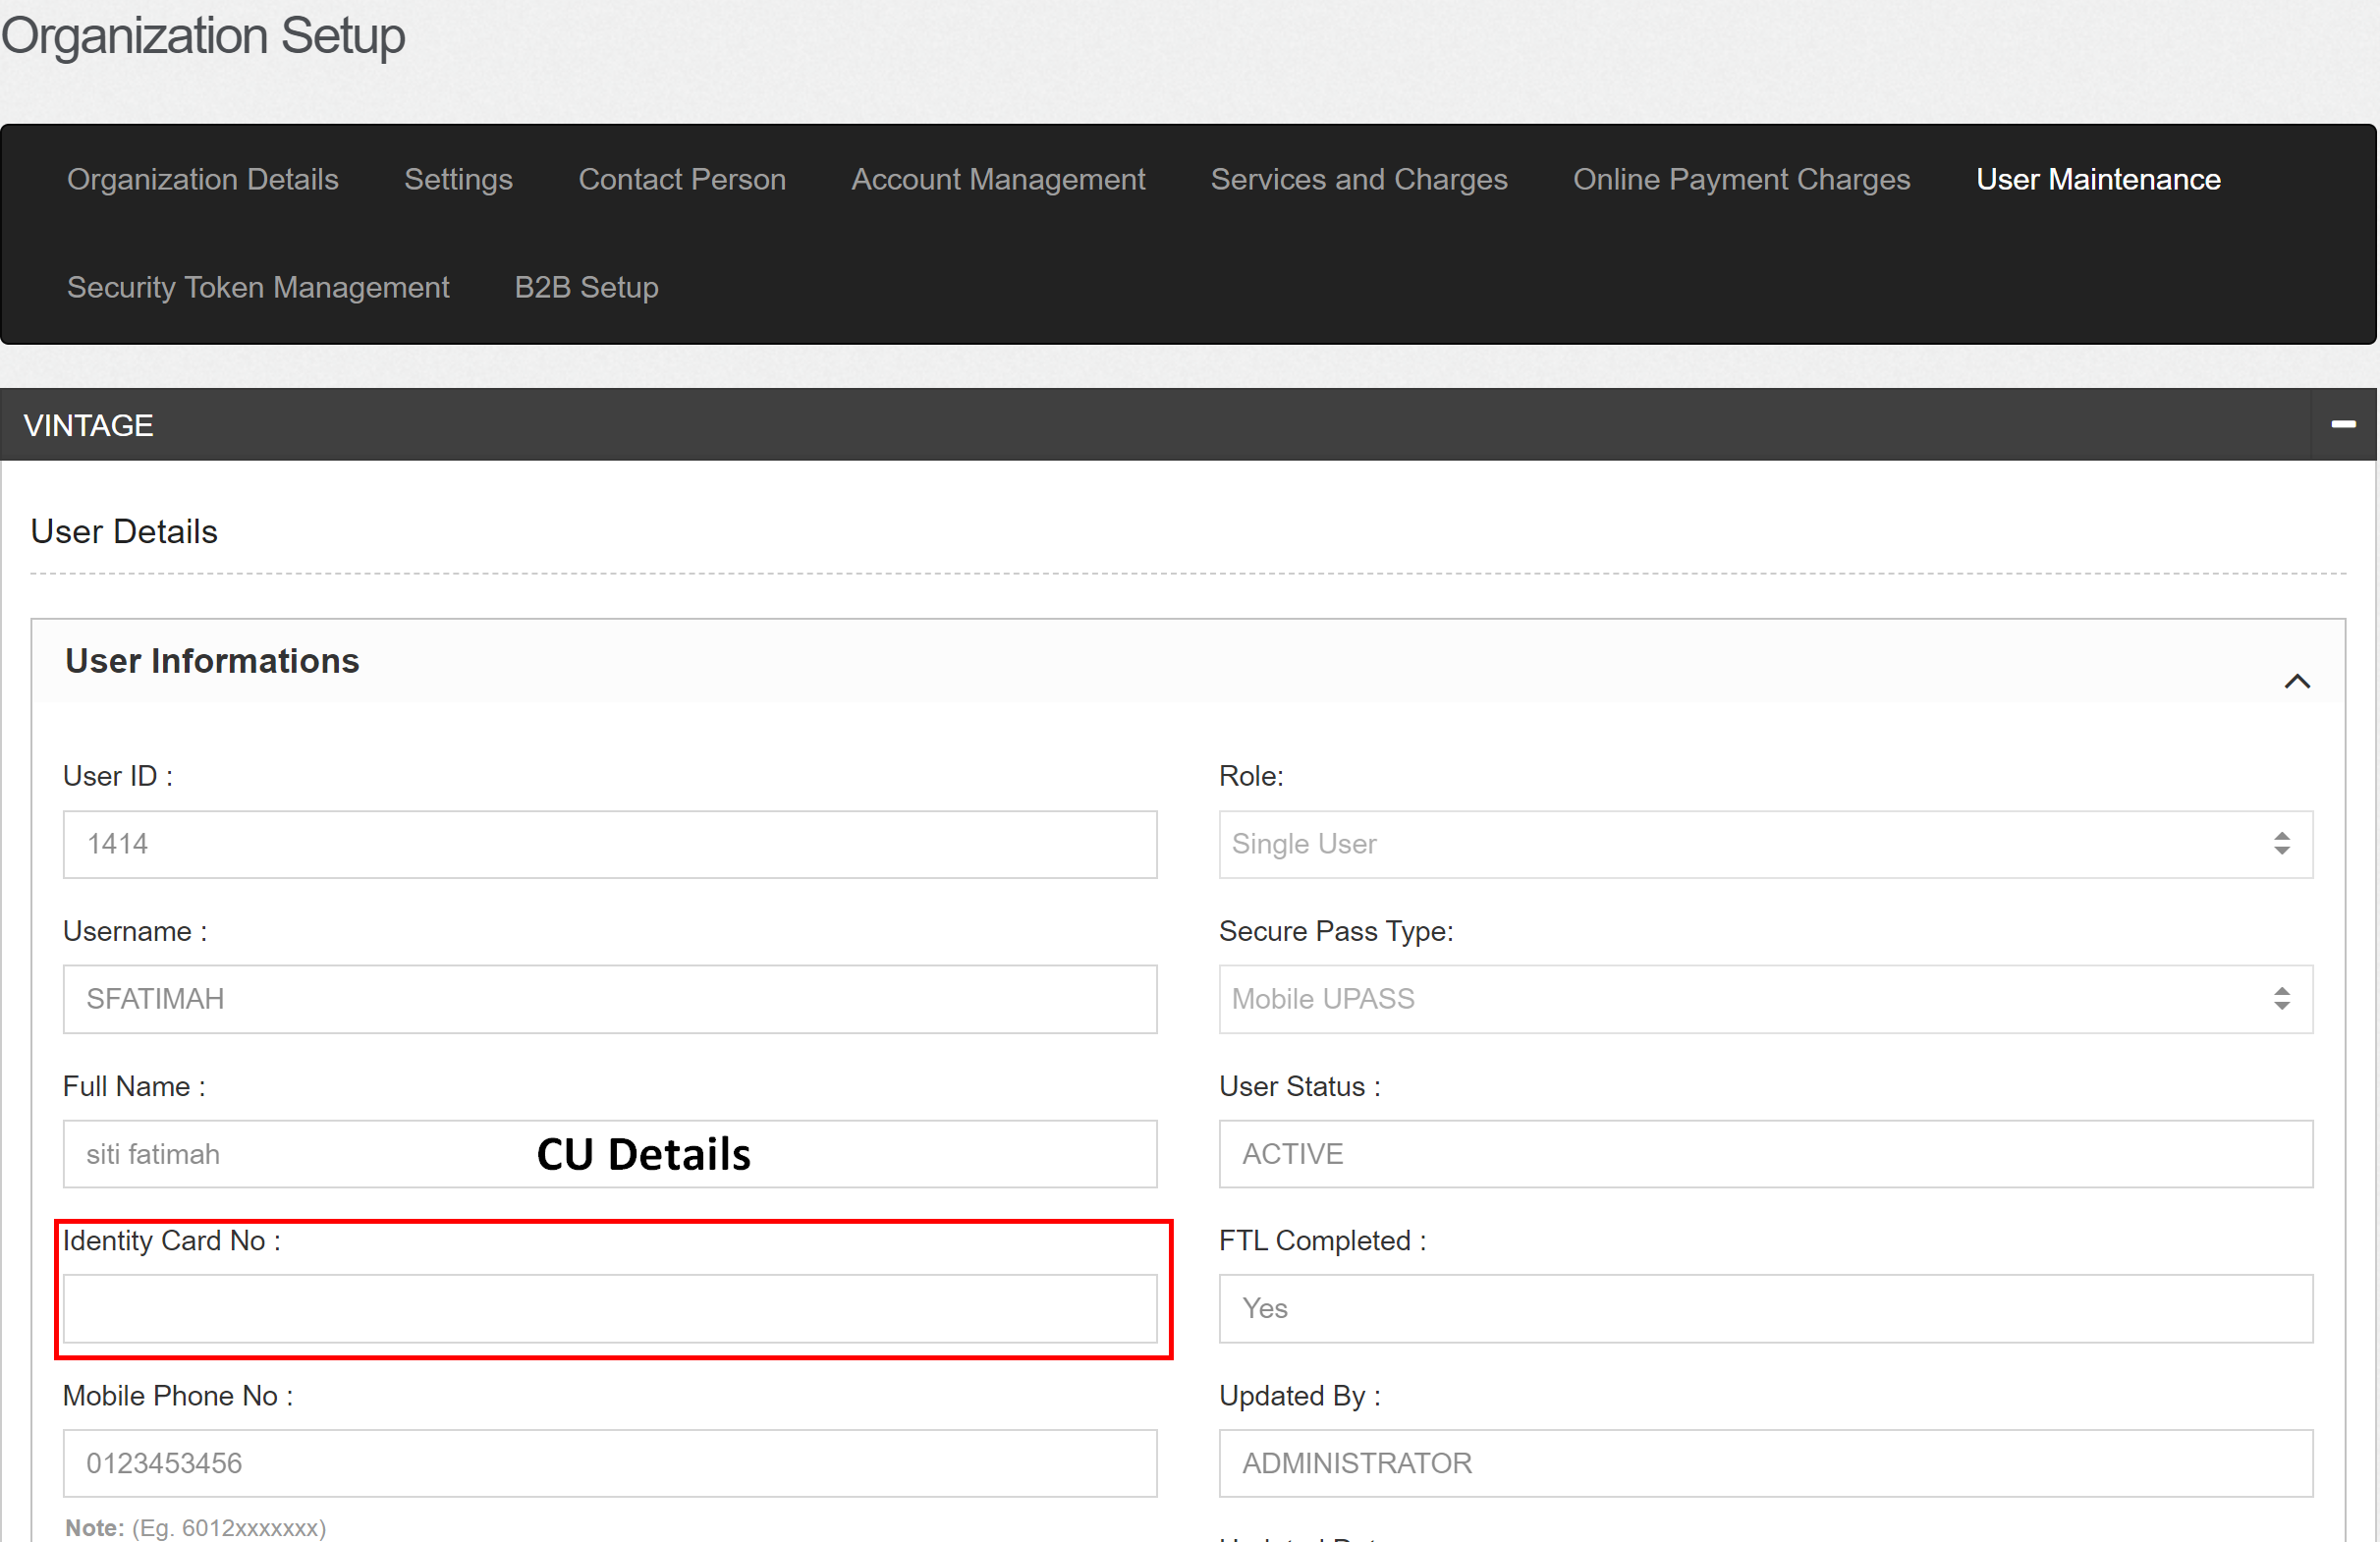 Organization Setup
Organization Details Settings Contact Person Account Management Services and Charges Online Payment Charges User Maintenance
Security Token Management B2B Setup
VINTAGE
User Details
User Informations
User ID : Role:
1414 Single User
Username : Secure Pass Type:
SFATIMAH Mobile UPASS
Full Name : User Status :
siti fatimah CU Details ACTIVE
Identity Card No : FTL Completed :
Yes
Mobile Phone No : Updated By :
0123453456 ADMINISTRATOR
Note: (Eg. 6012xxxxxxx)